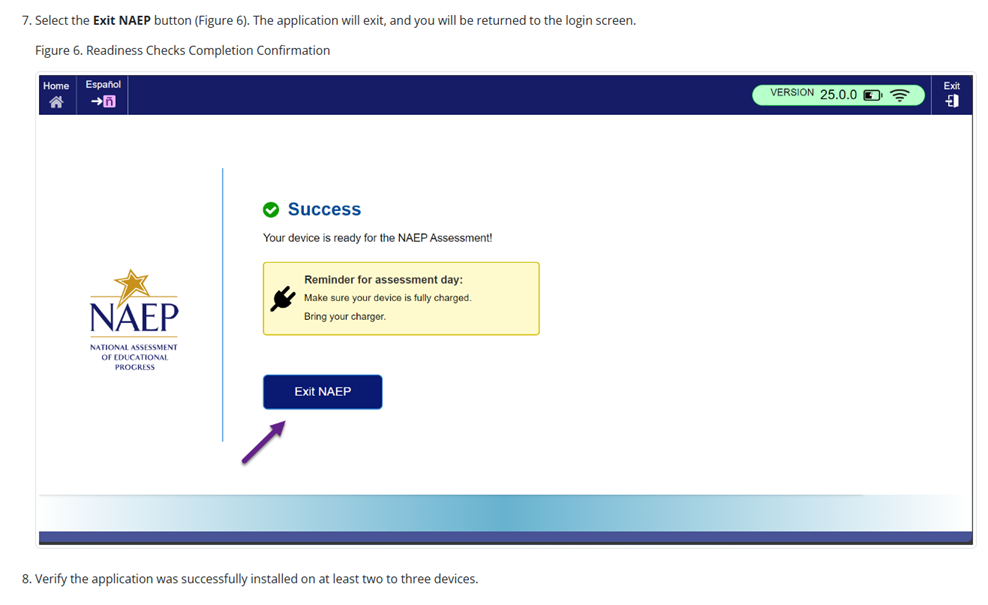 7. Select the Exit NAEP button (Figure 6). The application will exit, and you will be returned to the login screen.
Figure 6. Readiness Checks Completion Confirmation
Home
Español
ñ
VERSION 25.0.0
Exit
Success
Your device is ready for the NAEP Assessment!
Reminder for assessment day:
Make sure your device is fully charged.
Bring your charger.
NAEP
NATIONAL ASSESSMENT
OF EDUCATIONAL
PROGRESS
Exit NAEP
8. Verify the application was successfully installed on at least two to three devices.